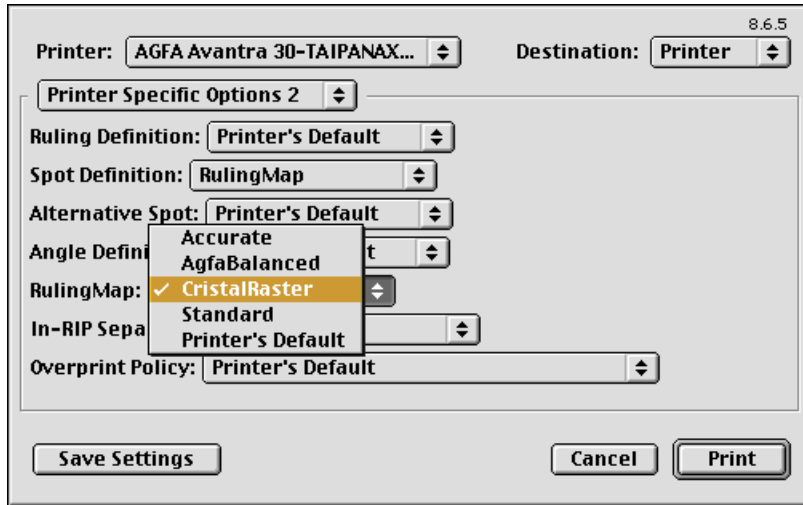 8.6.5
Printer: AGFA Avantra 30-TAIPANAX... Destination: Printer
Printer Specific Options 2
Ruling Definition: Printer's Default
Spot Definition: RulingMap
Alternative Spot: Printer's Default
Accurate
Angle Defini t
AgfaBalanced
RulingMap: ✓ CristalRaster
Standard
In-RIP Sepa
Printer's Default
Overprint Policy: Printer's Default
Save Settings Cancel Print